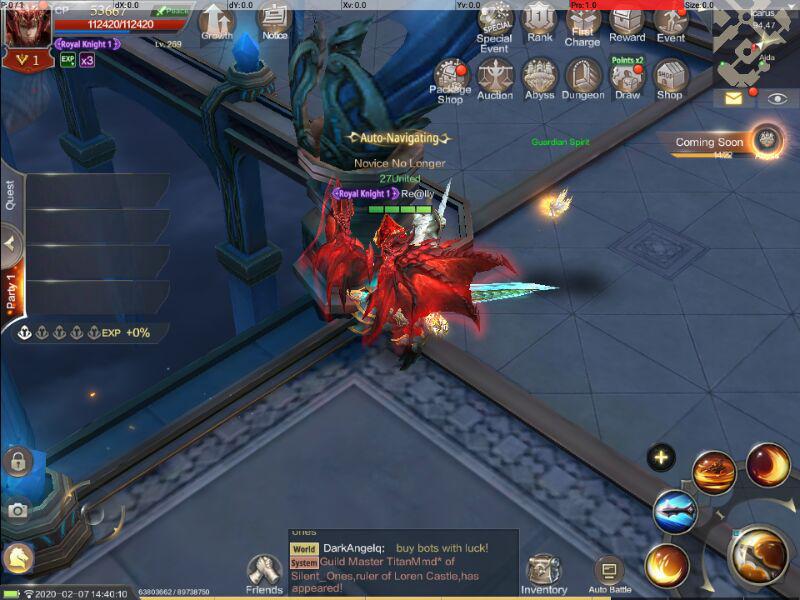 P: 0 / 1
dX: 0.0
dY: 0.0
Xv: 0.0
Yv: 0.0
Prs: 1.0
Size: 0.0
CP 53667
Peace
112420/112420
Royal Knight 1
Lv.269
V 1
EXP x3
Growth
Notice
Special Event
Rank
First Charge
Reward
Event
Package Shop
Auction
Abyss
Dungeon
Points x2
Draw
Shop
Aida
Auto-Navigating
Novice No Longer
27United
Royal Knight 1 Re@lly
Guardian Spirit
Coming Soon
Quest
Party 1
EXP +0%
ones
World DarkAngelq: buy bots with luck!
System Guild Master TitanMmd* of
Silent_Ones,ruler of Loren Castle,has
appeared!
Friends
Inventory
Auto Battle
2020-02-07 14:40:10
63803662 / 89738750